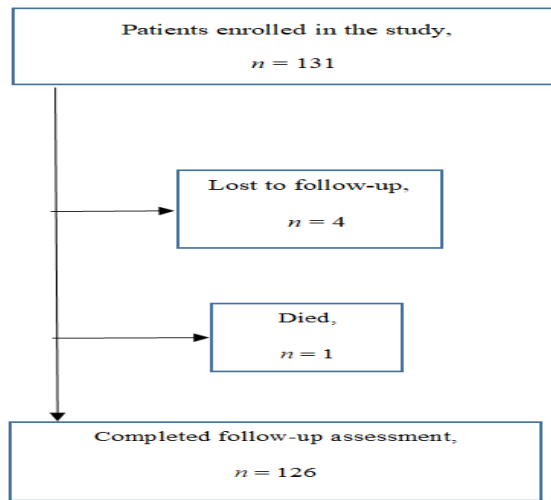 Patients enrolled in the study,
n = 131
Lost to follow-up,
n = 4
Died,
n = 1
Completed follow-up assessment,
n = 126